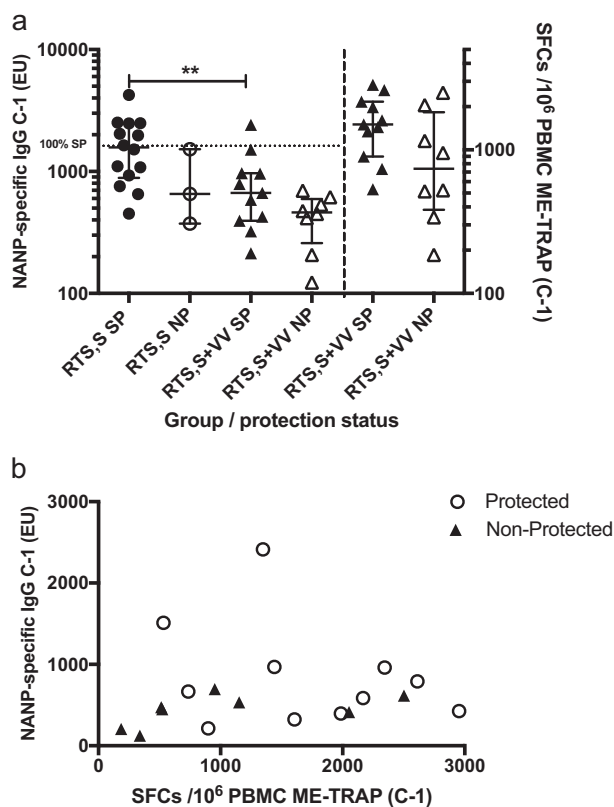 a
**
NANP-specific IgG C-1 (EU)
10000
1000
100
100% SP
SFCs /10⁶ PBMC ME-TRAP (C-1)
1000
100
RTS,S SP
RTS,S NP
RTS,S+VV SP
RTS,S+VV NP
RTS,S+VV SP
RTS,S+VV NP
Group / protection status
b
NANP-specific IgG C-1 (EU)
3000
2000
1000
0
0
1000
2000
3000
SFCs /10⁶ PBMC ME-TRAP (C-1)
Protected
Non-Protected